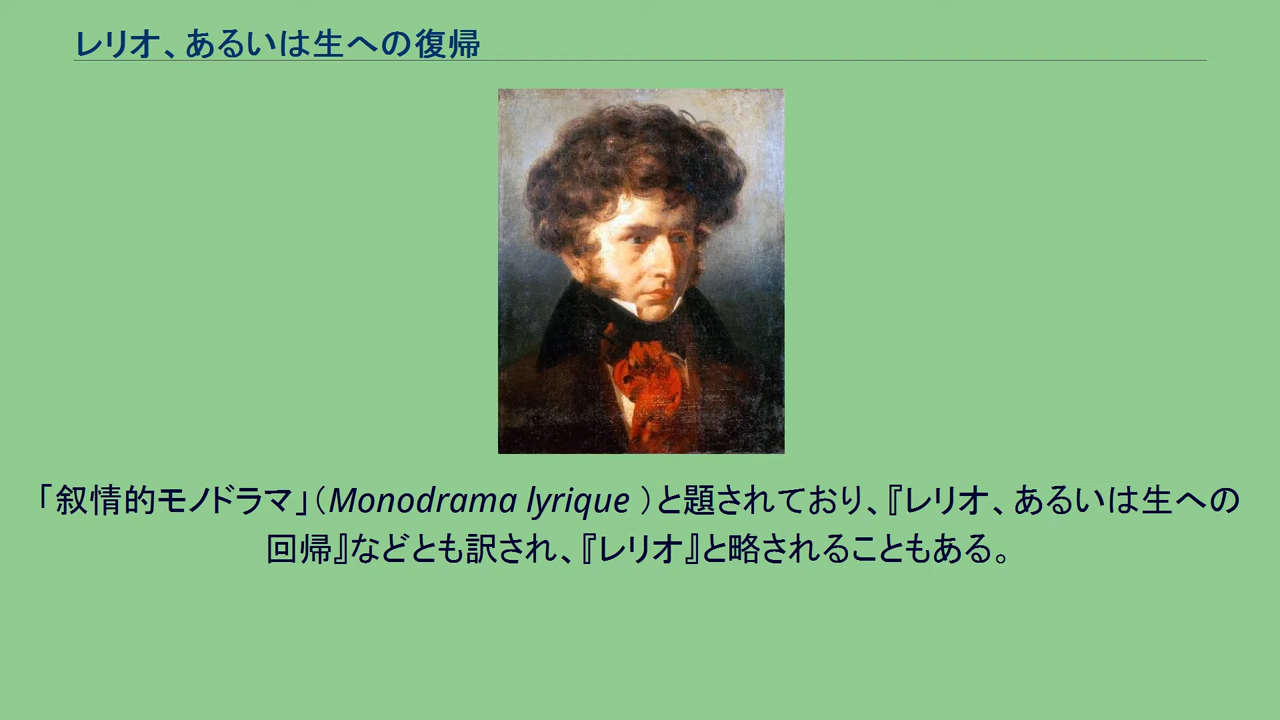 レリオ、あるいは生への復帰
「叙情的モノドラマ」（Monodrama lyrique ）と題されており、『レリオ、あるいは生への
回帰』などとも訳され、『レリオ』と略されることもある。